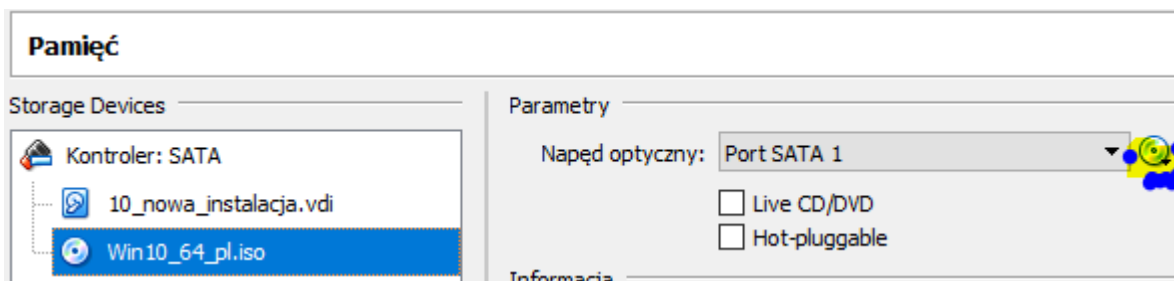 Pamięć
Storage Devices
Kontroler: SATA
10_nowa_instalacja.vdi
Win10_64_pl.iso
Parametry
Napęd optyczny: Port SATA 1
Live CD/DVD
Hot-pluggable
Informacja